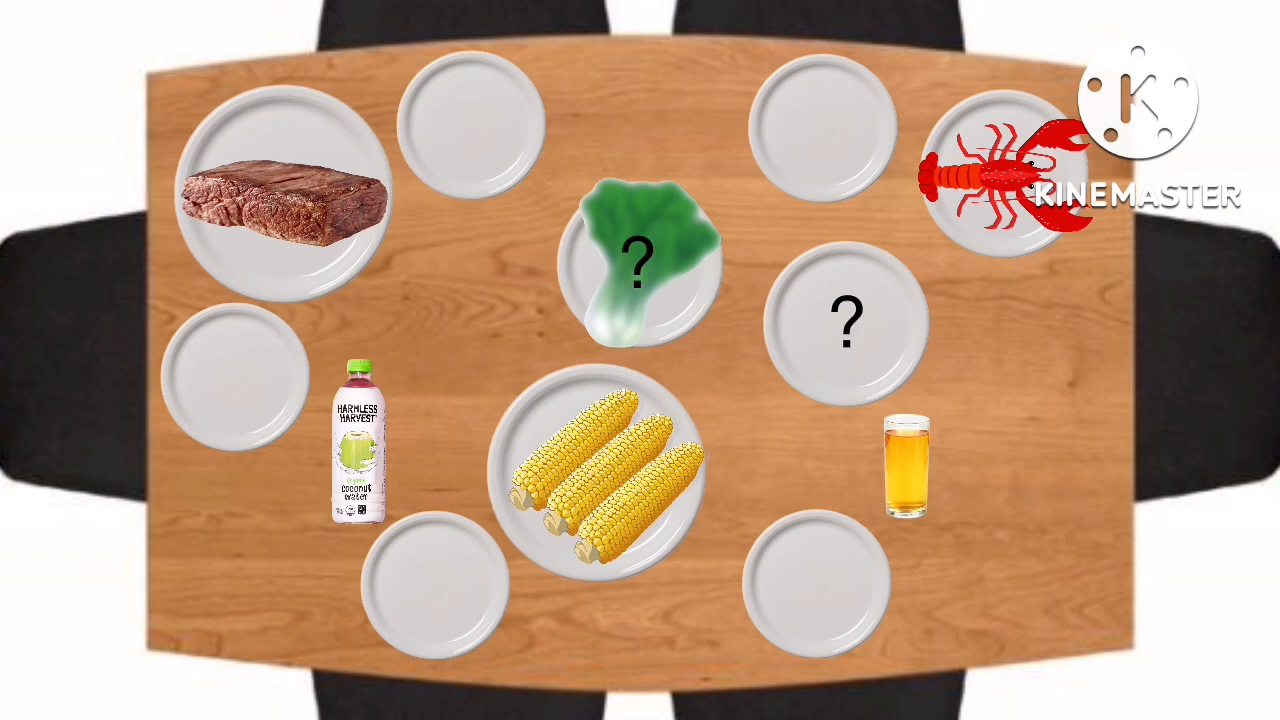 K
KINEMASTER
?
?
HARMLESS
HARVEST
coconut
water